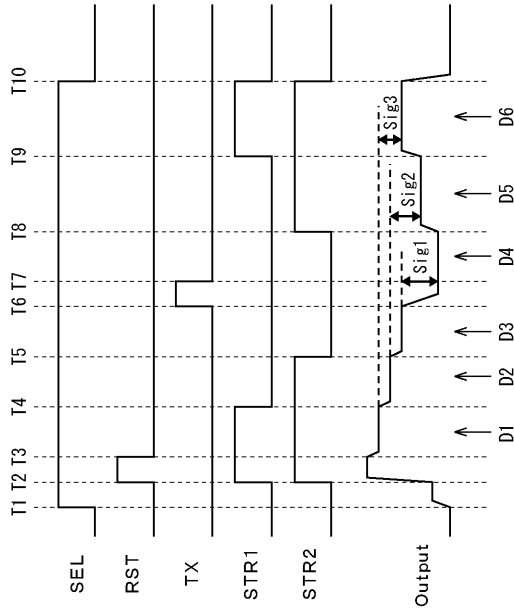 T1 T2 T3 T4 T5 T6 T7 T8 T9 T10
SEL
RST
TX
STR1
STR2
Output
Sig1
Sig2
Sig3
D1 D2 D3 D4 D5 D6